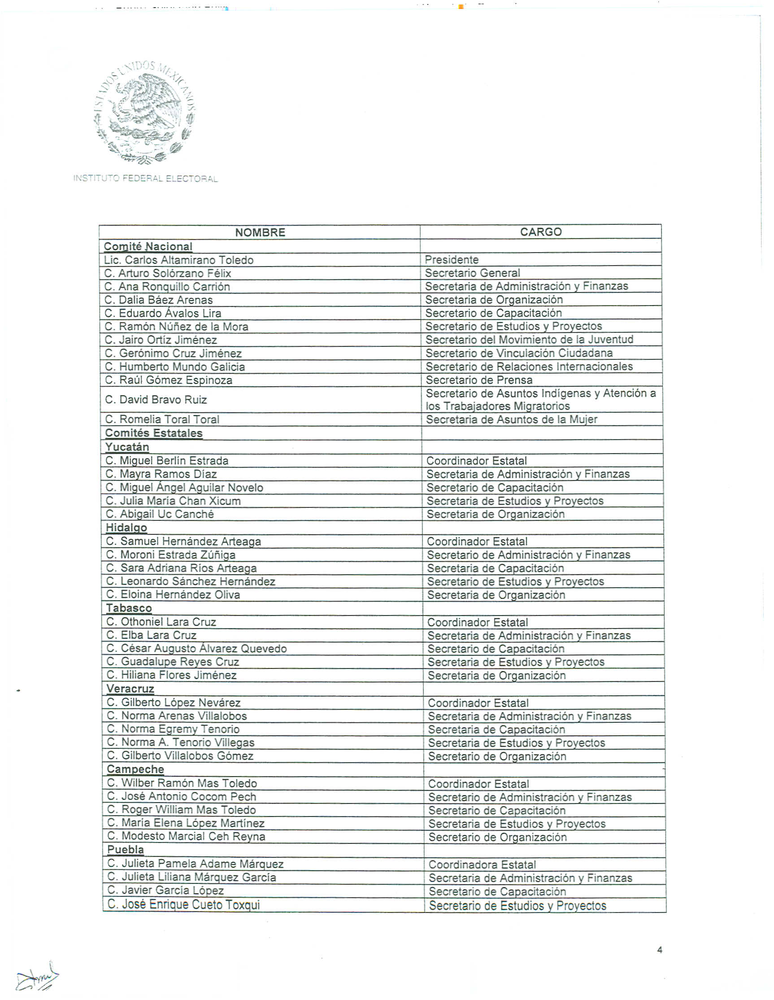 ESTADOS UNIDOS MEXICANOS
INSTITUTO FEDERAL ELECTORAL
NOMBRE CARGO
Comité Nacional
Lic. Carlos Altamirano Toledo Presidente
C. Arturo Solórzano Félix Secretario General
C. Ana Ronquillo Carrión Secretaria de Administración y Finanzas
C. Dalia Báez Arenas Secretaria de Organización
C. Eduardo Ávalos Lira Secretario de Capacitación
C. Ramón Núñez de la Mora Secretario de Estudios y Proyectos
C. Jairo Ortíz Jiménez Secretario del Movimiento de la Juventud
C. Gerónimo Cruz Jiménez Secretario de Vinculación Ciudadana
C. Humberto Mundo Galicia Secretario de Relaciones Internacionales
C. Raúl Gómez Espinoza Secretario de Prensa
C. David Bravo Ruiz Secretario de Asuntos Indígenas y Atención a
los Trabajadores Migratorios
C. Romelia Toral Toral Secretaria de Asuntos de la Mujer
Comités Estatales
Yucatán
C. Miguel Berlín Estrada Coordinador Estatal
C. Mayra Ramos Díaz Secretaria de Administración y Finanzas
C. Miguel Ángel Aguilar Novelo Secretario de Capacitación
C. Julia María Chan Xicum Secretaria de Estudios y Proyectos
C. Abigail Uc Canché Secretaria de Organización
Hidalgo
C. Samuel Hernández Arteaga Coordinador Estatal
C. Moroni Estrada Zúñiga Secretario de Administración y Finanzas
C. Sara Adriana Ríos Arteaga Secretaria de Capacitación
C. Leonardo Sánchez Hernández Secretario de Estudios y Proyectos
C. Eloina Hernández Oliva Secretaria de Organización
Tabasco
C. Othoniel Lara Cruz Coordinador Estatal
C. Elba Lara Cruz Secretaria de Administración y Finanzas
C. César Augusto Álvarez Quevedo Secretario de Capacitación
C. Guadalupe Reyes Cruz Secretaria de Estudios y Proyectos
C. Hiliana Flores Jiménez Secretaria de Organización
Veracruz
C. Gilberto López Nevárez Coordinador Estatal
C. Norma Arenas Villalobos Secretaria de Administración y Finanzas
C. Norma Egremy Tenorio Secretaria de Capacitación
C. Norma A. Tenorio Villegas Secretaria de Estudios y Proyectos
C. Gilberto Villalobos Gómez Secretario de Organización
Campeche
C. Wilber Ramón Mas Toledo Coordinador Estatal
C. José Antonio Cocom Pech Secretario de Administración y Finanzas
C. Roger William Mas Toledo Secretario de Capacitación
C. María Elena López Martínez Secretaria de Estudios y Proyectos
C. Modesto Marcial Ceh Reyna Secretario de Organización
Puebla
C. Julieta Pamela Adame Márquez Coordinadora Estatal
C. Julieta Liliana Márquez García Secretaria de Administración y Finanzas
C. Javier García López Secretario de Capacitación
C. José Enrique Cueto Toxqui Secretario de Estudios y Proyectos
4